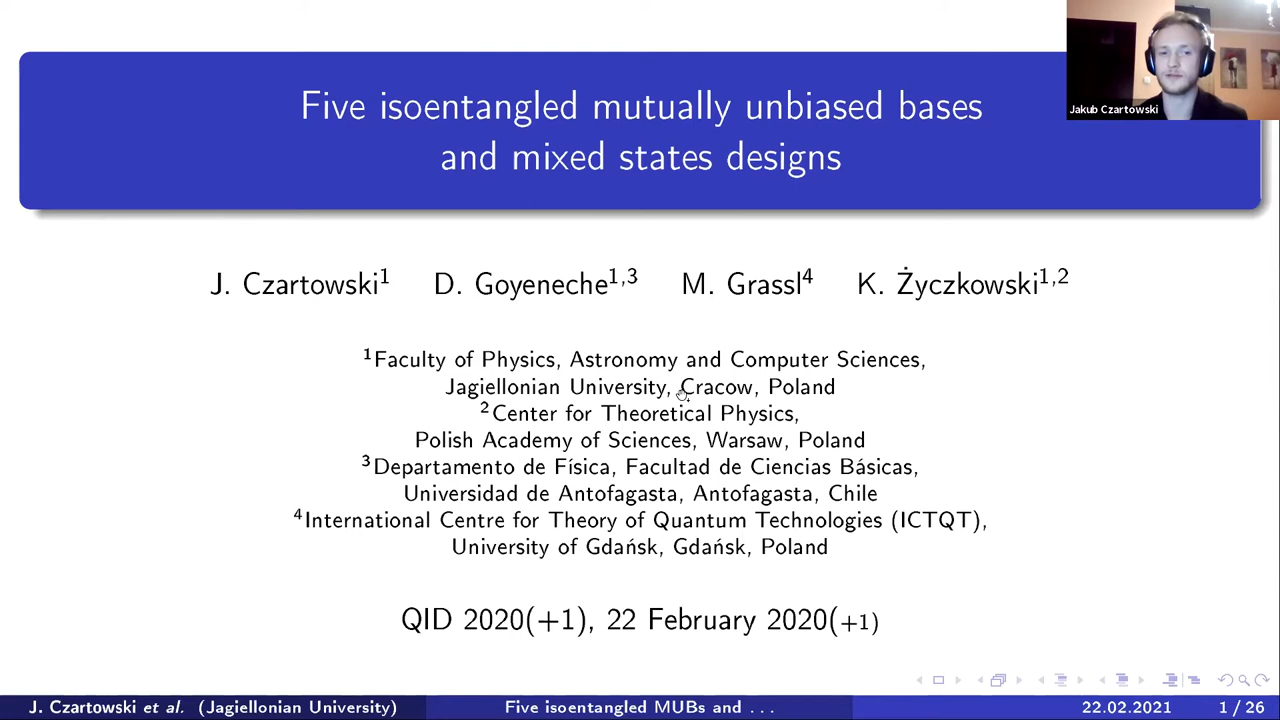 Five isoentangled mutually unbiased bases
and mixed states designs
Jakub Czartowski
J. Czartowski¹ D. Goyeneche¹,³ M. Grassl⁴ K. Życzkowski¹,²
¹Faculty of Physics, Astronomy and Computer Sciences,
Jagiellonian University, Cracow, Poland
²Center for Theoretical Physics,
Polish Academy of Sciences, Warsaw, Poland
³Departamento de Física, Facultad de Ciencias Básicas,
Universidad de Antofagasta, Antofagasta, Chile
⁴International Centre for Theory of Quantum Technologies (ICTQT),
University of Gdańsk, Gdańsk, Poland
QID 2020(+1), 22 February 2020(+1)
J. Czartowski et al. (Jagiellonian University) Five isoentangled MUBs and . . . 22.02.2021 1 / 26